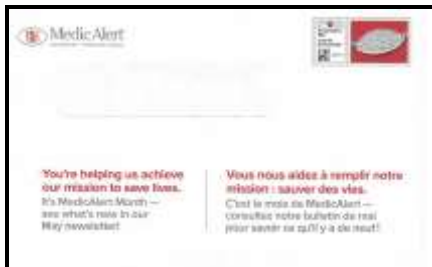 MedicAlert
You're helping us achieve
our mission to save lives.
It's MedicAlert Month —
see what's new in our
May newsletter!
Vous nous aidez à remplir notre
mission : sauver des vies.
C'est le mois de MedicAlert —
consultez notre bulletin de mai
pour savoir ce qu'il y a de neuf!